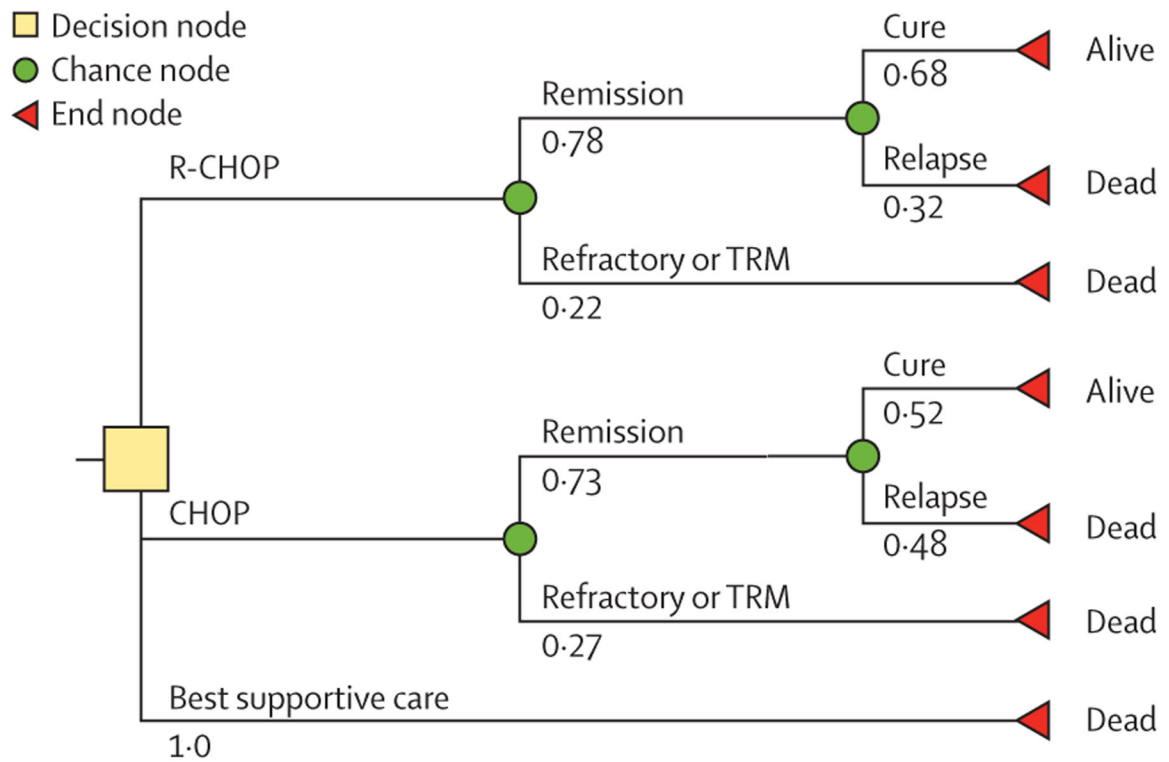 Decision node
Chance node
End node
R-CHOP
Remission
0·78
Cure
0·68
Alive
Relapse
0·32
Dead
Refractory or TRM
0·22
Dead
CHOP
Remission
0·73
Cure
0·52
Alive
Relapse
0·48
Dead
Refractory or TRM
0·27
Dead
Best supportive care
1·0
Dead